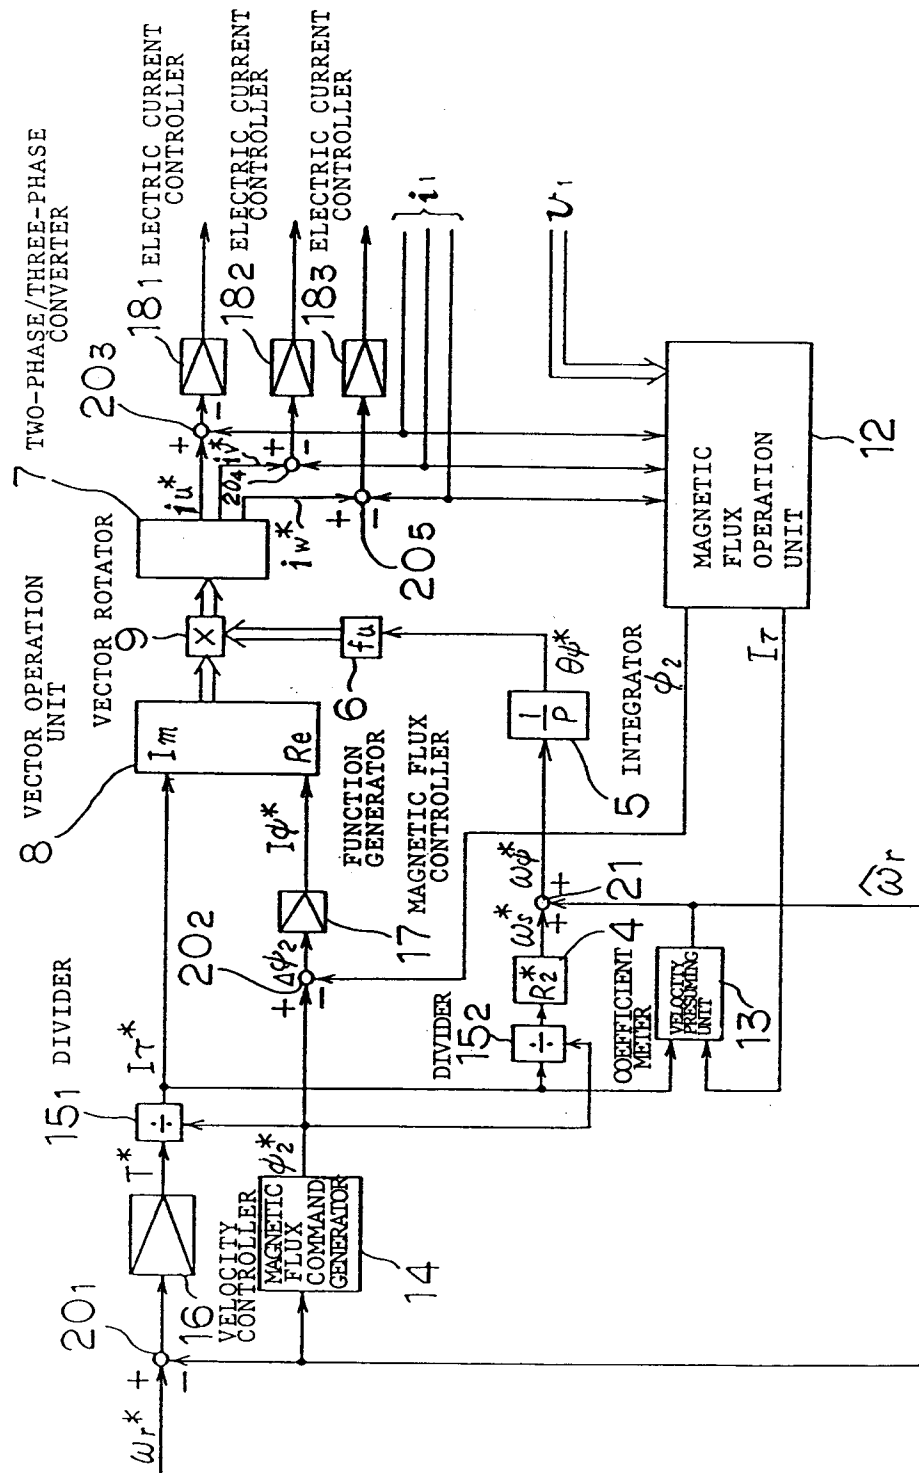 7 TWO-PHASE/THREE-PHASE
CONVERTER
18₁ ELECTRIC CURRENT
CONTROLLER
18₂ ELECTRIC CURRENT
CONTROLLER
18₃ ELECTRIC CURRENT
CONTROLLER
8 VECTOR OPERATION
UNIT
VECTOR ROTATOR
9
X
Im
Re
iu*
iv*
iw*
20₃
20₄
20₅
+
−
+
−
+
−
i₁
v₁
15₁ DIVIDER
÷
Iτ*
T*
20₁
ωr*
+
−
16
VELOCITY
CONTROLLER
MAGNETIC
FLUX
COMMAND
GENERATOR
14
ϕ₂*
20₂
+
−
Δϕ₂
17 MAGNETIC FLUX
CONTROLLER
Iϕ*
fu
6
FUNCTION
GENERATOR
DIVIDER
15₂
÷
R₂*
4
COEFFICIENT
METER
ωs*
ωϕ*
+
+
21
1
P
5 INTEGRATOR
θψ*
VELOCITY
PRESUMING
UNIT
13
ω̂r
ϕ₂
Iτ
MAGNETIC
FLUX
OPERATION
UNIT
12